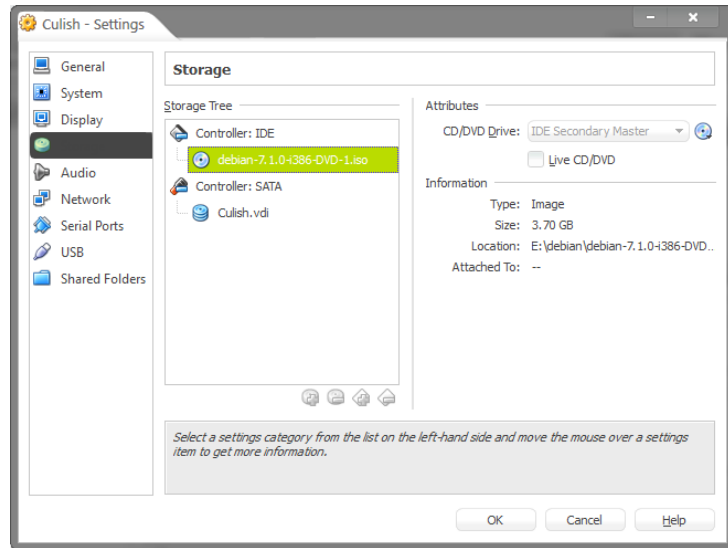 Culish - Settings
General
System
Display
Audio
Network
Serial Ports
USB
Shared Folders
Storage
Storage Tree
Controller: IDE
debian-7.1.0-i386-DVD-1.iso
Controller: SATA
Culish.vdi
Attributes
CD/DVD Drive: IDE Secondary Master
Live CD/DVD
Information
Type: Image
Size: 3.70 GB
Location: E:\debian\debian-7.1.0-i386-DVD..
Attached To: --
Select a settings category from the list on the left-hand side and move the mouse over a settings
item to get more information.
OK Cancel Help